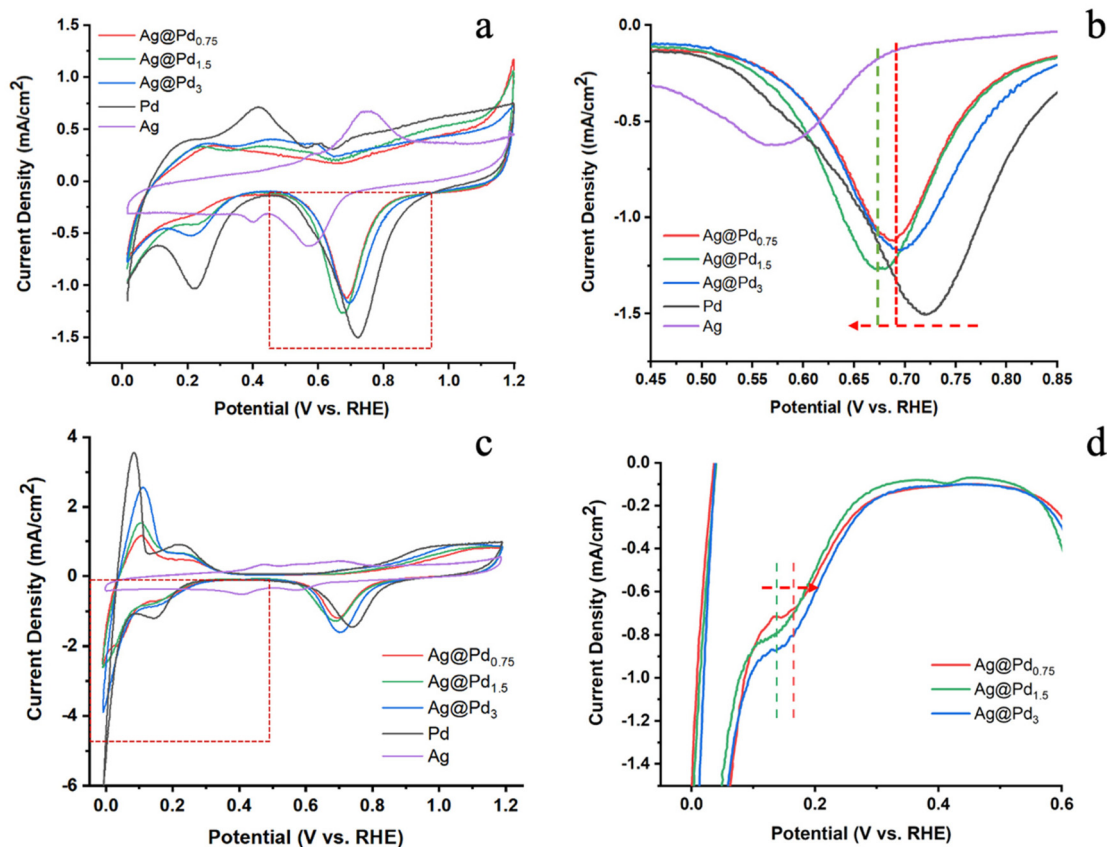 a
Ag@Pd0.75
Ag@Pd1.5
Ag@Pd3
Pd
Ag
1.5
1.0
0.5
0.0
-0.5
-1.0
-1.5
Current Density (mA/cm²)
0.0 0.2 0.4 0.6 0.8 1.0 1.2
Potential (V vs. RHE)
b
0.0
-0.5
-1.0
-1.5
Current Density (mA/cm²)
Ag@Pd0.75
Ag@Pd1.5
Ag@Pd3
Pd
Ag
0.45 0.50 0.55 0.60 0.65 0.70 0.75 0.80 0.85
Potential (V vs. RHE)
c
4
2
0
-2
-4
-6
Current Density (mA/cm²)
Ag@Pd0.75
Ag@Pd1.5
Ag@Pd3
Pd
Ag
0.0 0.2 0.4 0.6 0.8 1.0 1.2
Potential (V vs. RHE)
d
0.0
-0.2
-0.4
-0.6
-0.8
-1.0
-1.2
-1.4
Current Density (mA/cm²)
Ag@Pd0.75
Ag@Pd1.5
Ag@Pd3
0.0 0.2 0.4 0.6
Potential (V vs. RHE)